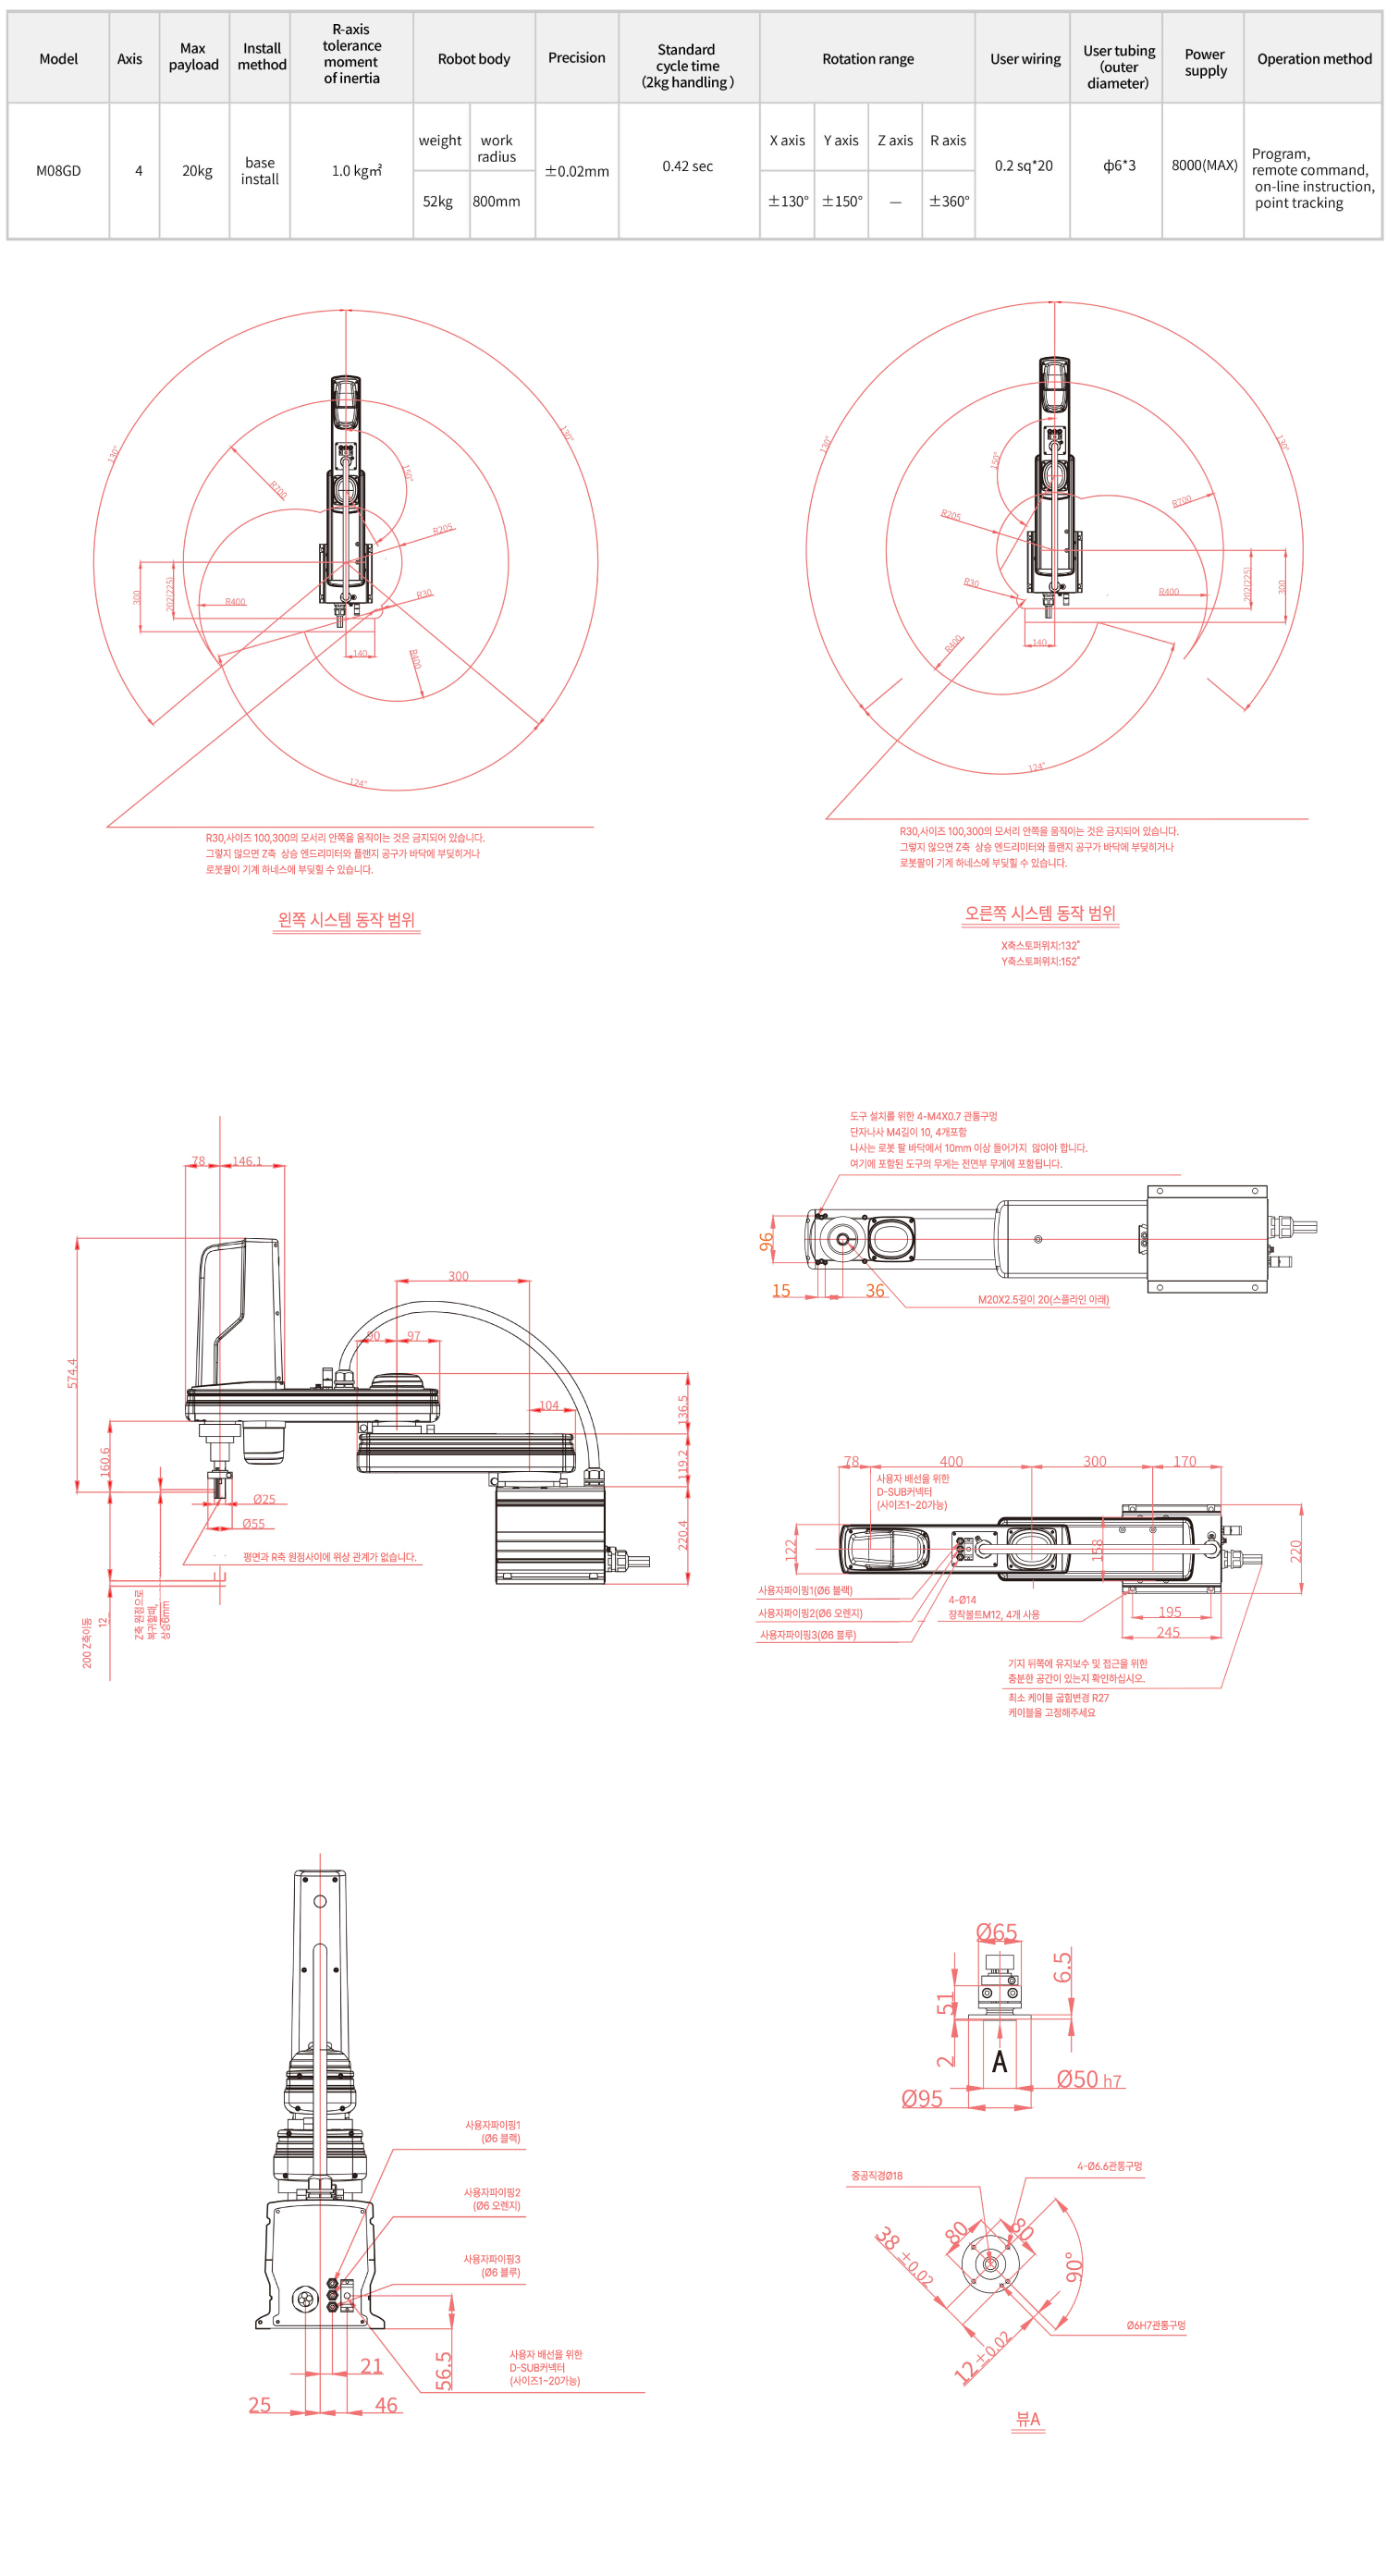 Model
Axis
Max
payload
Install
method
R-axis
tolerance
moment
of inertia
Robot body
Precision
Standard
cycle time
(2kg handling )
Rotation range
User wiring
User tubing
(outer
diameter)
Power
supply
Operation method
M08GD
4
20kg
base
install
1.0 kg㎡
weight
work
radius
52kg
800mm
±0.02mm
0.42 sec
X axis
Y axis
Z axis
R axis
±130°
±150°
—
±360°
0.2 sq*20
ф6*3
8000(MAX)
Program,
remote command,
on-line instruction,
point tracking
130°
130°
150°
R700
R205
300
202(225)
R400
R30
140
R400
124°
R30,사이즈 100,300의 모서리 안쪽을 움직이는 것은 금지되어 있습니다.
그렇지 않으면 Z축 상승 엔드리미터와 플랜지 공구가 바닥에 부딪히거나
로봇팔이 기계 하네스에 부딪힐 수 있습니다.
왼쪽 시스템 동작 범위
130°
130°
150°
R700
R205
R30
R400
202(225)
300
140
R400
124°
R30,사이즈 100,300의 모서리 안쪽을 움직이는 것은 금지되어 있습니다.
그렇지 않으면 Z축 상승 엔드리미터와 플랜지 공구가 바닥에 부딪히거나
로봇팔이 기계 하네스에 부딪힐 수 있습니다.
오른쪽 시스템 동작 범위
X축스토퍼위치:132°
Y축스토퍼위치:152°
78
146.1
300
90
97
574.4
136.5
104
119.2
160.6
Ø25
Ø55
220.4
평면과 R축 원점사이에 위상 관계가 없습니다.
200 Z축이동
12
Z축 원점으로
복귀할때,
상승6mm
도구 설치를 위한 4-M4X0.7 관통구멍
단자나사 M4길이 10, 4개포함
나사는 로봇 팔 바닥에서 10mm 이상 들어가지 않아야 합니다.
여기에 포함된 도구의 무게는 전면부 무게에 포함됩니다.
96
15
36
M20X2.5깊이 20(스플라인 아래)
78
400
300
170
사용자 배선을 위한
D-SUB커넥터
(사이즈1~20가능)
122
158
220
사용자파이핑1(Ø6 블랙)
사용자파이핑2(Ø6 오렌지)
사용자파이핑3(Ø6 블루)
4-Ø14
장착볼트M12, 4개 사용
195
245
기지 뒤쪽에 유지보수 및 접근을 위한
충분한 공간이 있는지 확인하십시오.
최소 케이블 굽힘변경 R27
케이블을 고정해주세요
사용자파이핑1
(Ø6 블랙)
사용자파이핑2
(Ø6 오렌지)
사용자파이핑3
(Ø6 블루)
사용자 배선을 위한
D-SUB커넥터
(사이즈1~20가능)
21
56.5
25
46
Ø65
6.5
51
2
A
Ø50 h7
Ø95
중공직경Ø18
4-Ø6.6관통구멍
38 ±0.02
80
80
90°
Ø6H7관통구멍
12±0.02
뷰A